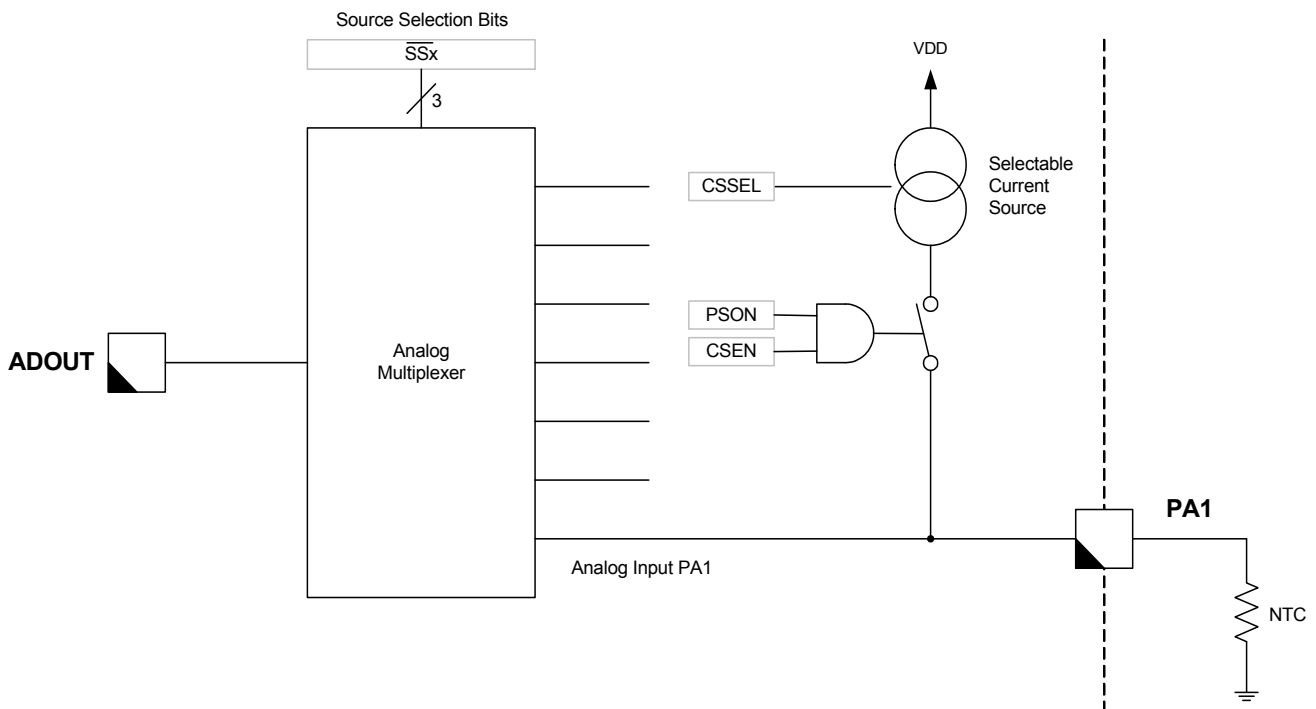 Source Selection Bits
SSx
3
VDD
Selectable
Current
Source
CSSEL
PSON
CSEN
ADOUT
Analog
Multiplexer
PA1
Analog Input PA1
NTC